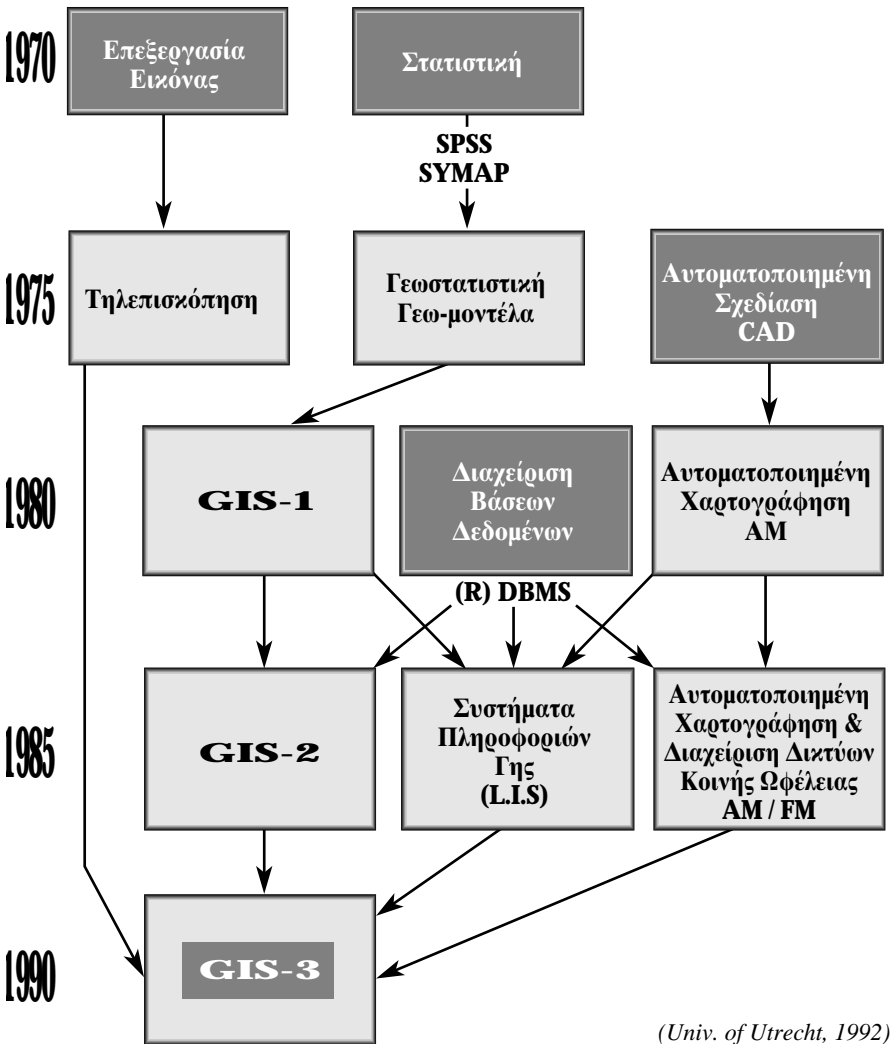 1970
Επεξεργασία
Εικόνας
Στατιστική
SPSS
SYMAP
1975
Τηλεπισκόπηση
Γεωστατιστική
Γεω-μοντέλα
Αυτοματοποιημένη
Σχεδίαση
CAD
1980
GIS-1
Διαχείριση
Βάσεων
Δεδομένων
Αυτοματοποιημένη
Χαρτογράφηση
AM
(R) DBMS
1985
GIS-2
Συστήματα
Πληροφοριών
Γης
(L.I.S)
Αυτοματοποιημένη
Χαρτογράφηση &
Διαχείριση Δικτύων
Κοινής Ωφέλειας
AM / FM
1990
GIS-3
(Univ. of Utrecht, 1992)